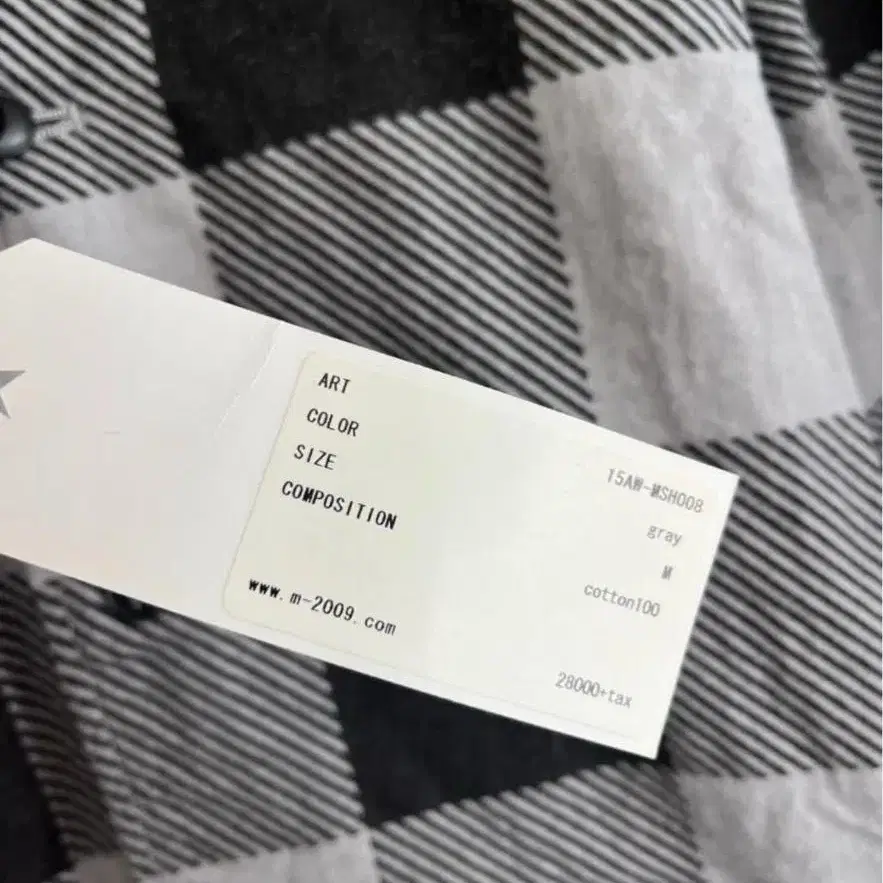 ART 15AW-MSH008
COLOR gray
SIZE M
COMPOSITION cotton100
www.m-2009.com 28000+tax